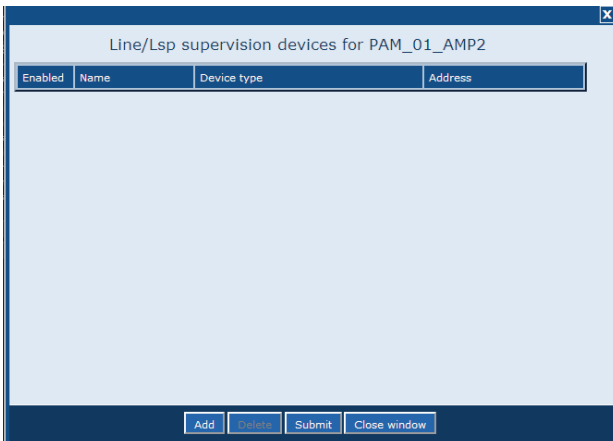 X
Line/Lsp supervision devices for PAM_01_AMP2
Enabled Name Device type Address
Add Delete Submit Close window